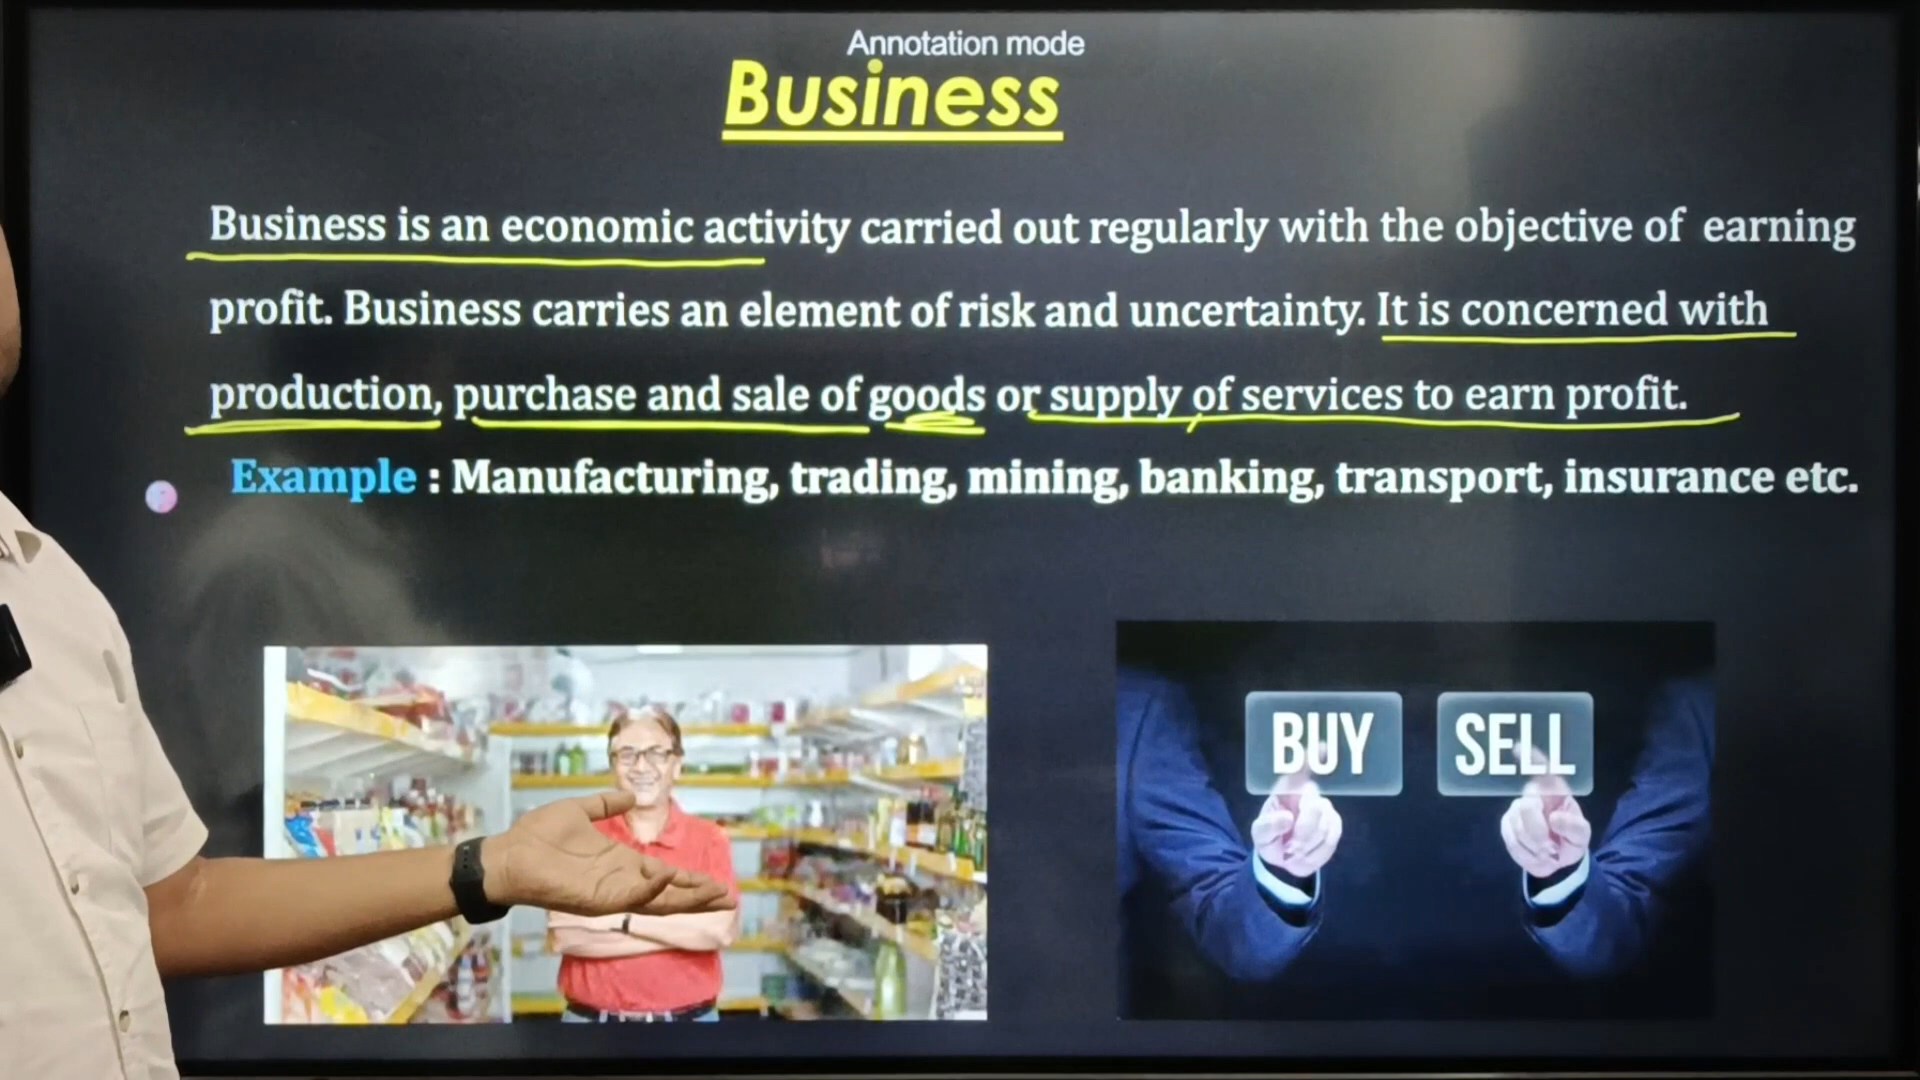 Annotation mode
Business
Business is an economic activity carried out regularly with the objective of earning
profit. Business carries an element of risk and uncertainty. It is concerned with
production, purchase and sale of goods or supply of services to earn profit.
Example : Manufacturing, trading, mining, banking, transport, insurance etc.
BUY SELL